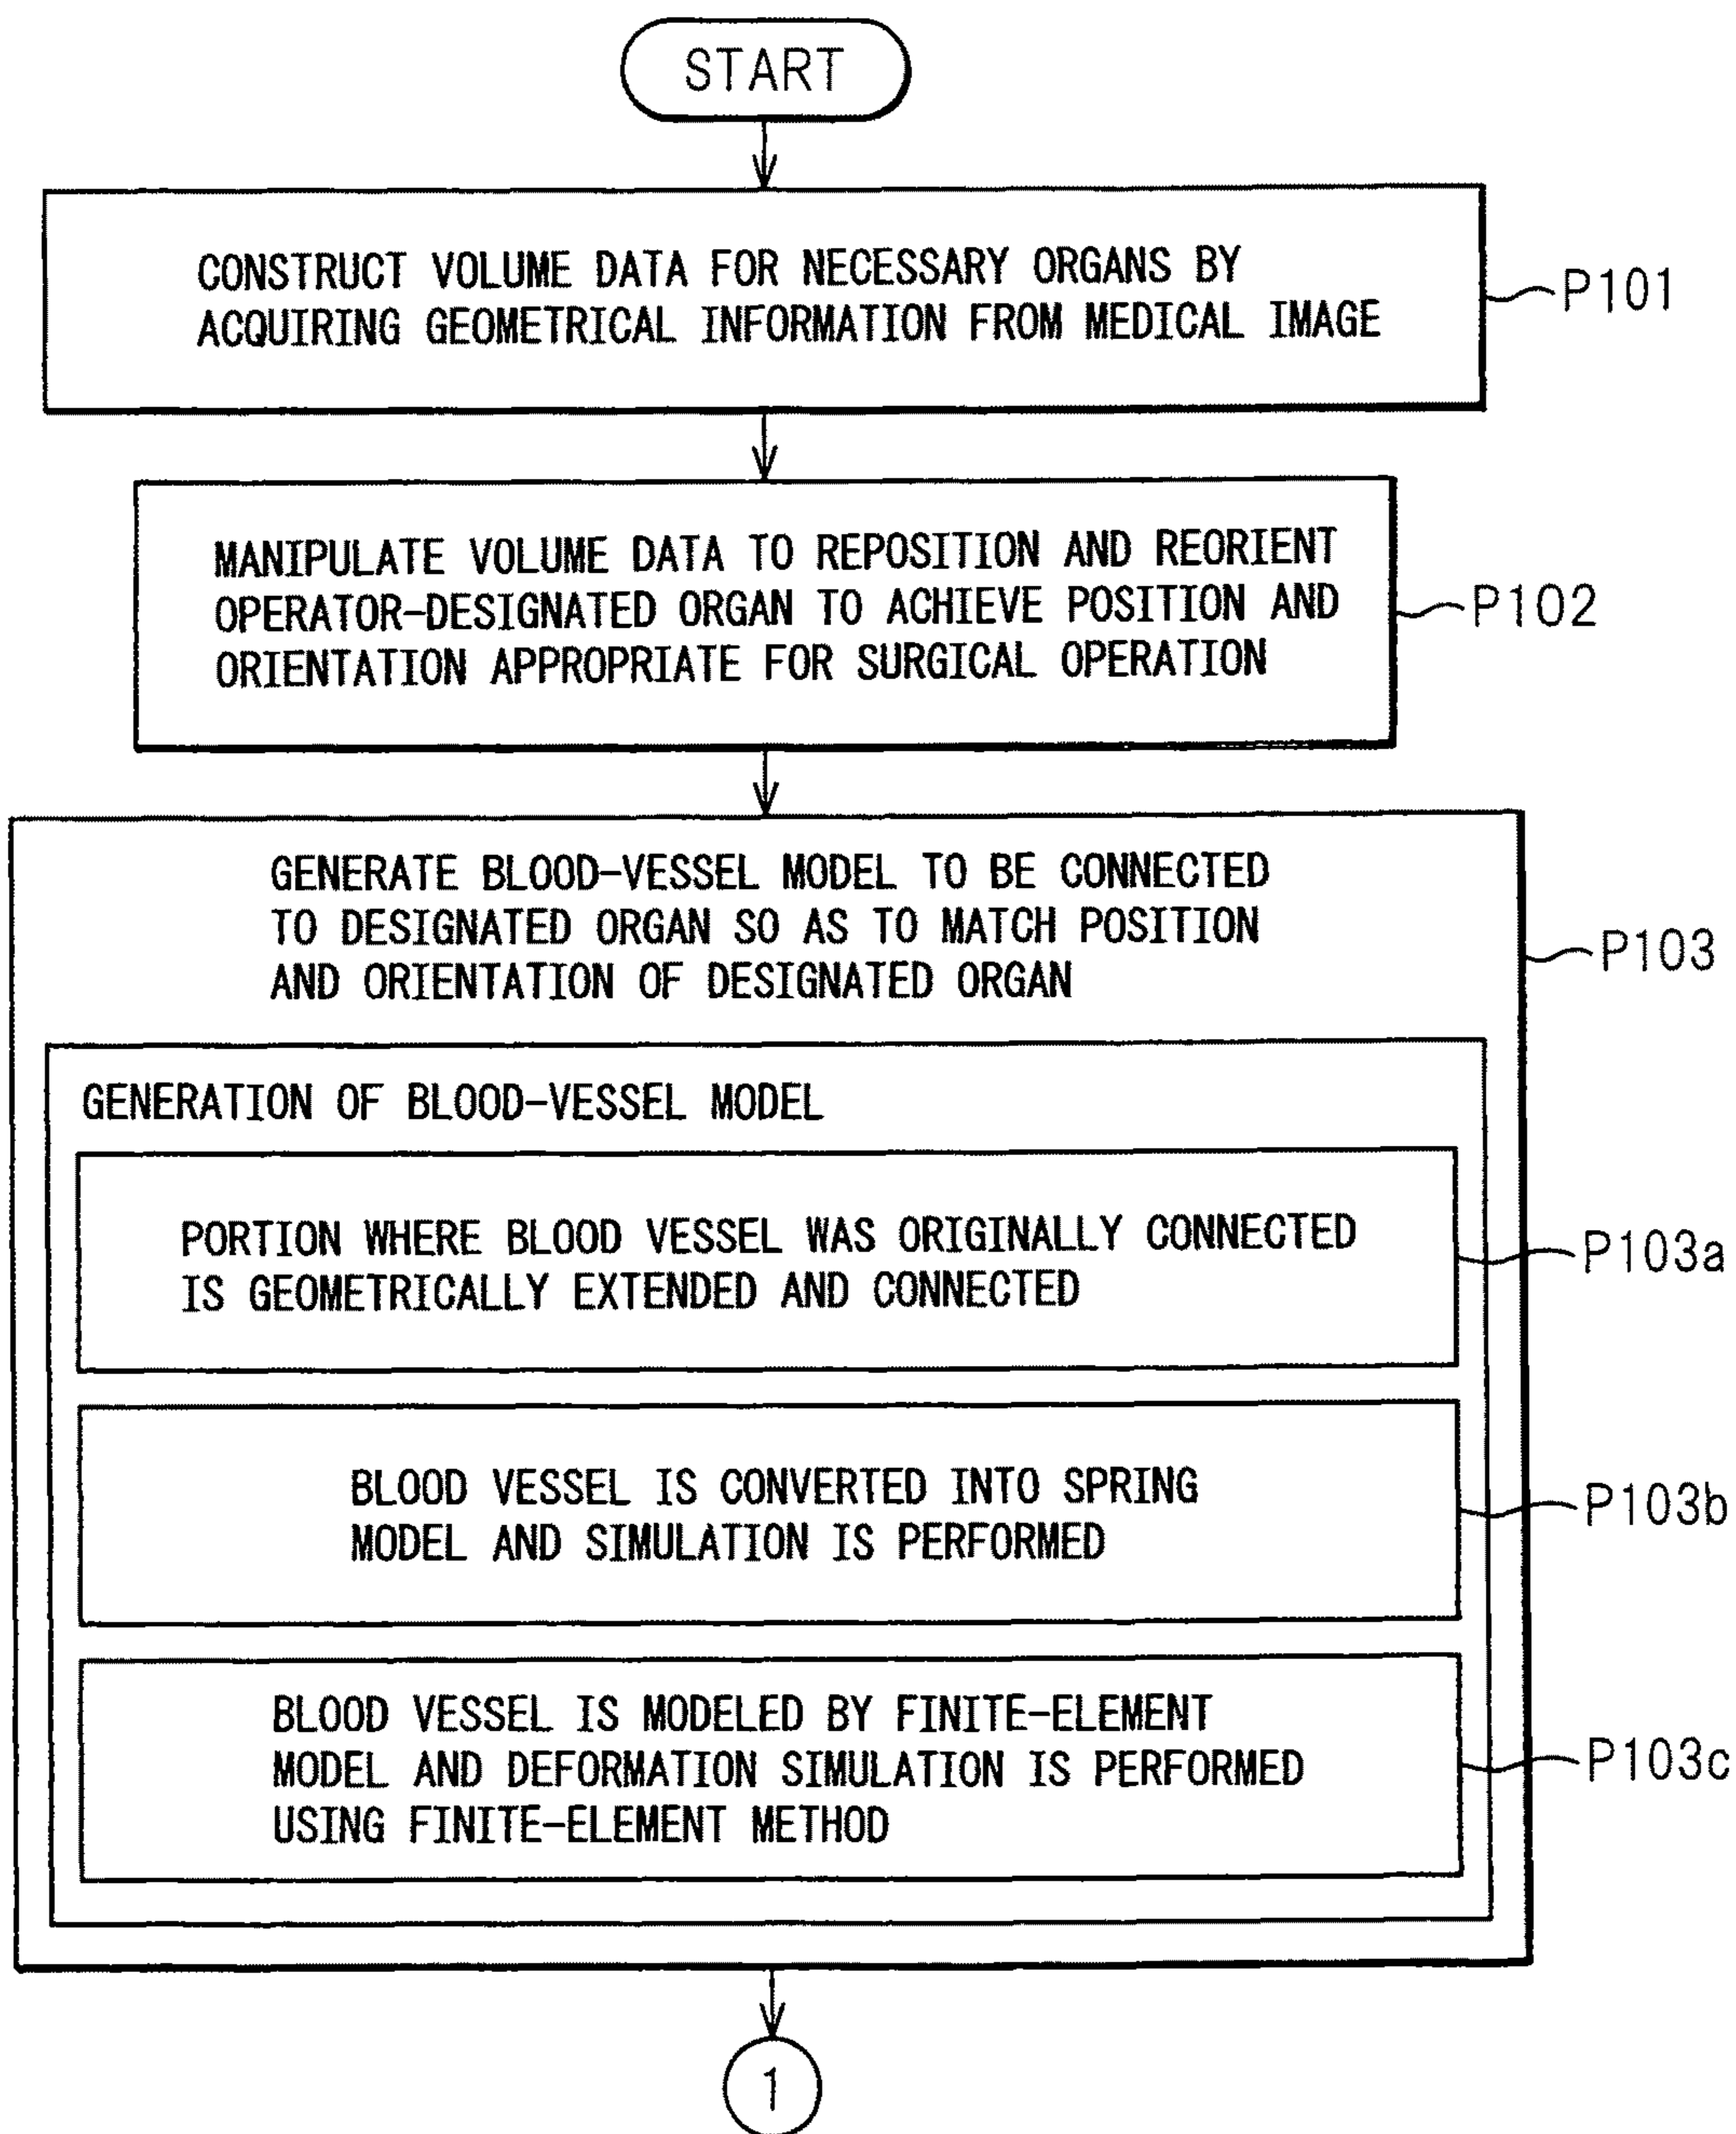 START
CONSTRUCT VOLUME DATA FOR NECESSARY ORGANS BY
ACQUIRING GEOMETRICAL INFORMATION FROM MEDICAL IMAGE
P101
MANIPULATE VOLUME DATA TO REPOSITION AND REORIENT
OPERATOR-DESIGNATED ORGAN TO ACHIEVE POSITION AND
ORIENTATION APPROPRIATE FOR SURGICAL OPERATION
P102
GENERATE BLOOD-VESSEL MODEL TO BE CONNECTED
TO DESIGNATED ORGAN SO AS TO MATCH POSITION
AND ORIENTATION OF DESIGNATED ORGAN
P103
GENERATION OF BLOOD-VESSEL MODEL
PORTION WHERE BLOOD VESSEL WAS ORIGINALLY CONNECTED
IS GEOMETRICALLY EXTENDED AND CONNECTED
P103a
BLOOD VESSEL IS CONVERTED INTO SPRING
MODEL AND SIMULATION IS PERFORMED
P103b
BLOOD VESSEL IS MODELED BY FINITE-ELEMENT
MODEL AND DEFORMATION SIMULATION IS PERFORMED
USING FINITE-ELEMENT METHOD
P103c
1